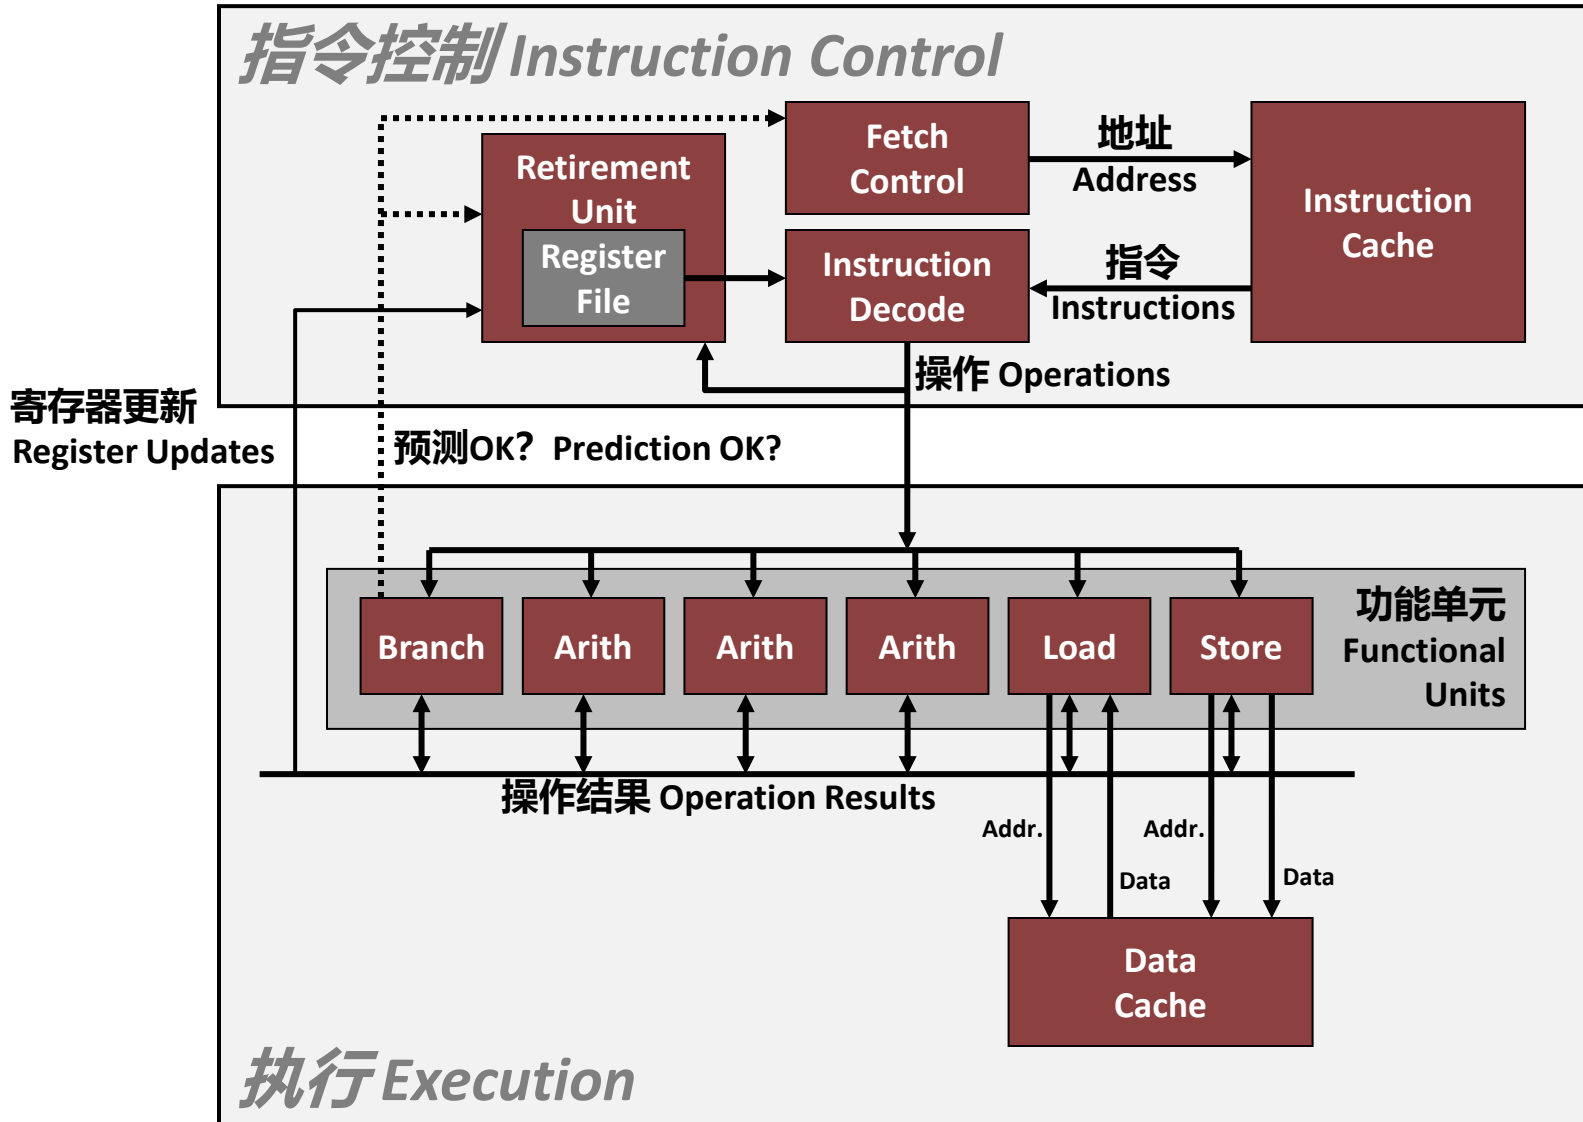 指令控制 Instruction Control
Fetch
Control
地址
Address
Instruction
Cache
Retirement
Unit
Register
File
Instruction
Decode
指令
Instructions
操作 Operations
寄存器更新
Register Updates
预测OK？Prediction OK?
Branch
Arith
Arith
Arith
Load
Store
功能单元
Functional
Units
操作结果 Operation Results
Addr.
Addr.
Data
Data
Data
Cache
执行 Execution